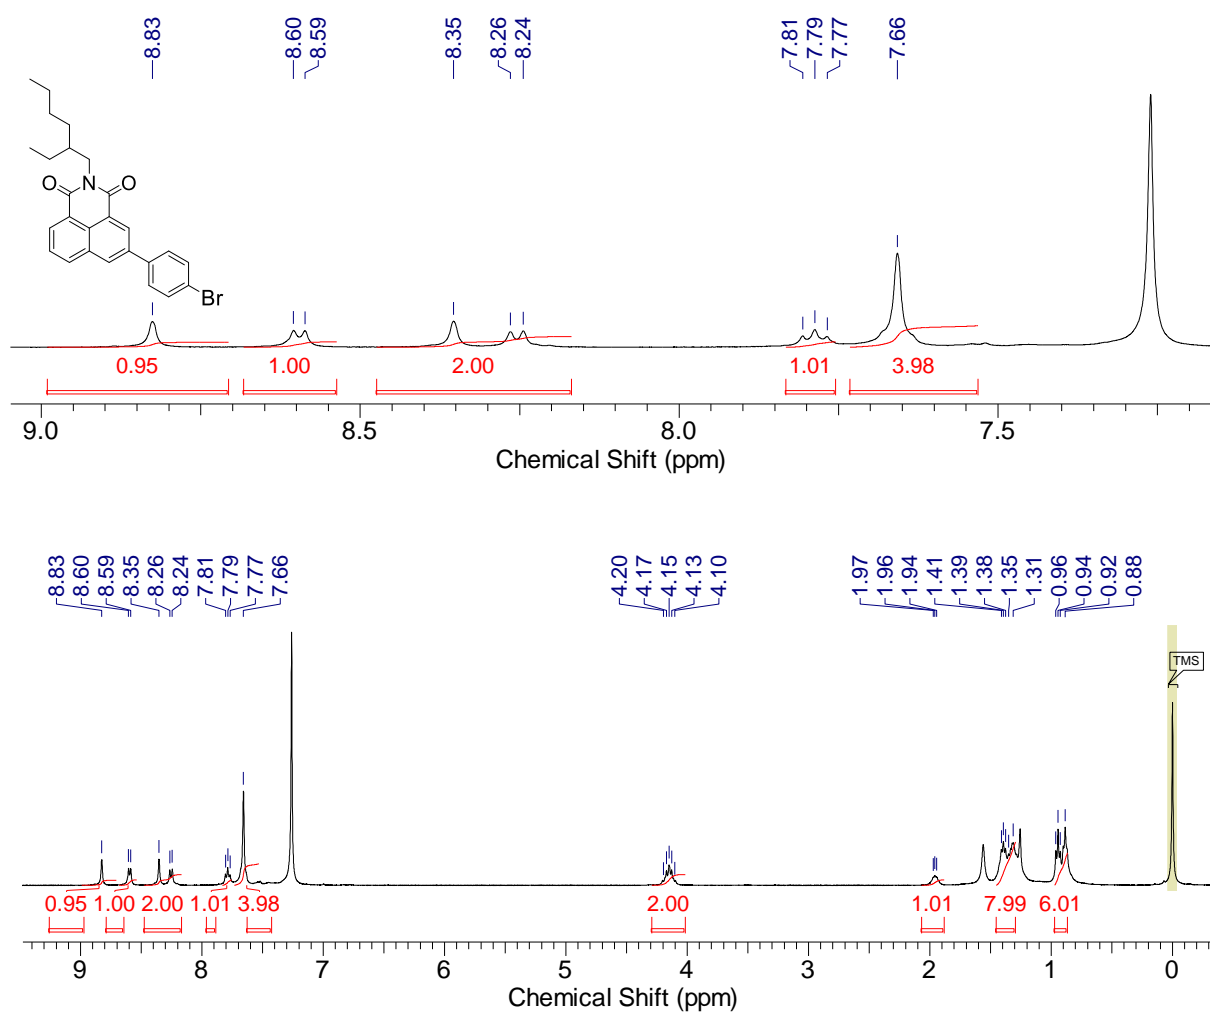 8.83 8.60 8.59 8.35 8.26 8.24 7.81 7.79 7.77 7.66
O N O
Br
0.95 1.00 2.00 1.01 3.98
9.0 8.5 8.0 7.5
Chemical Shift (ppm)
8.83 8.60 8.59 8.35 8.26 8.24 7.81 7.79 7.77 7.66 4.20 4.17 4.15 4.13 4.10 1.97 1.96 1.94 1.41 1.39 1.38 1.35 1.31 0.96 0.94 0.92 0.88
TMS
0.95 1.00 2.00 1.01 3.98 2.00 1.01 7.99 6.01
9 8 7 6 5 4 3 2 1 0
Chemical Shift (ppm)